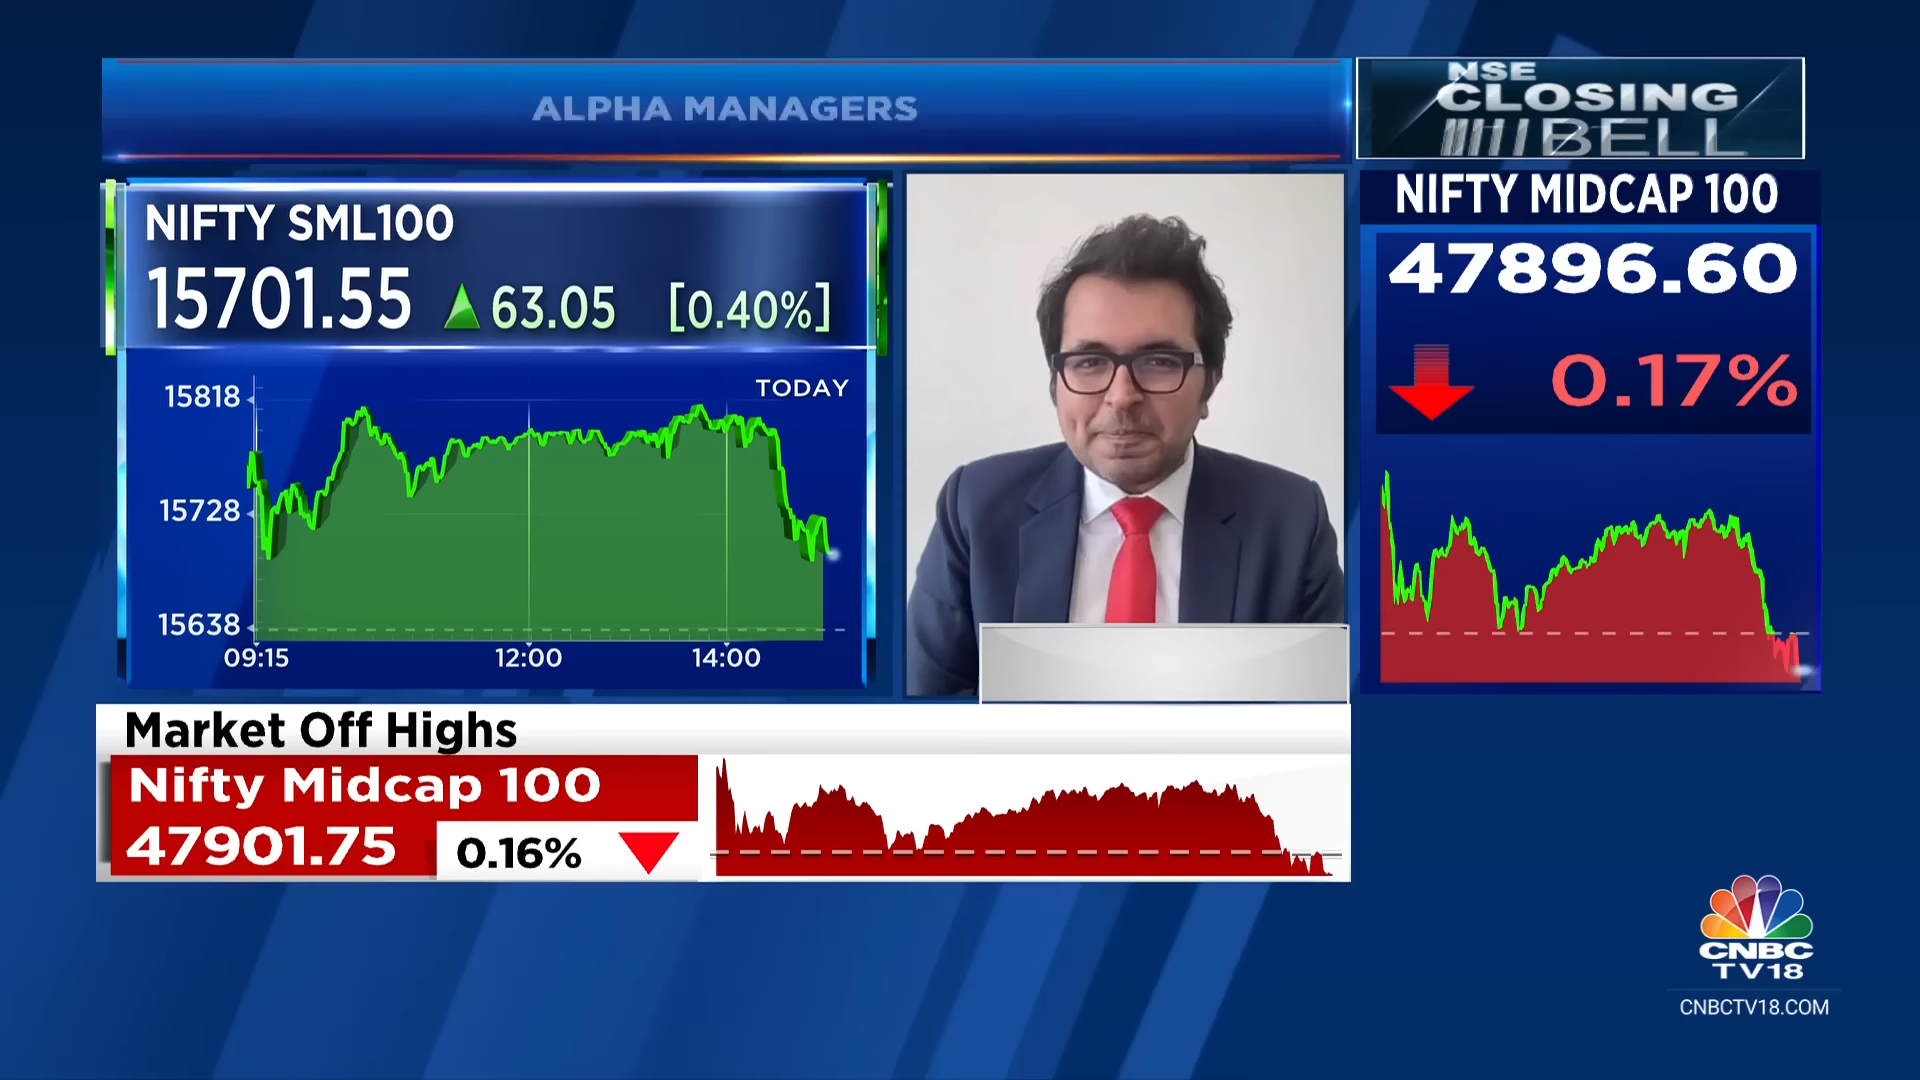 ALPHA MANAGERS
NSE
CLOSING
BELL
NIFTY SML100
15701.55 ▲ 63.05 [0.40%]
TODAY
15818
15728
15638
09:15 12:00 14:00
NIFTY MIDCAP 100
47896.60
0.17%
Market Off Highs
Nifty Midcap 100
47901.75 0.16%
CNBC
TV18
CNBCTV18.COM